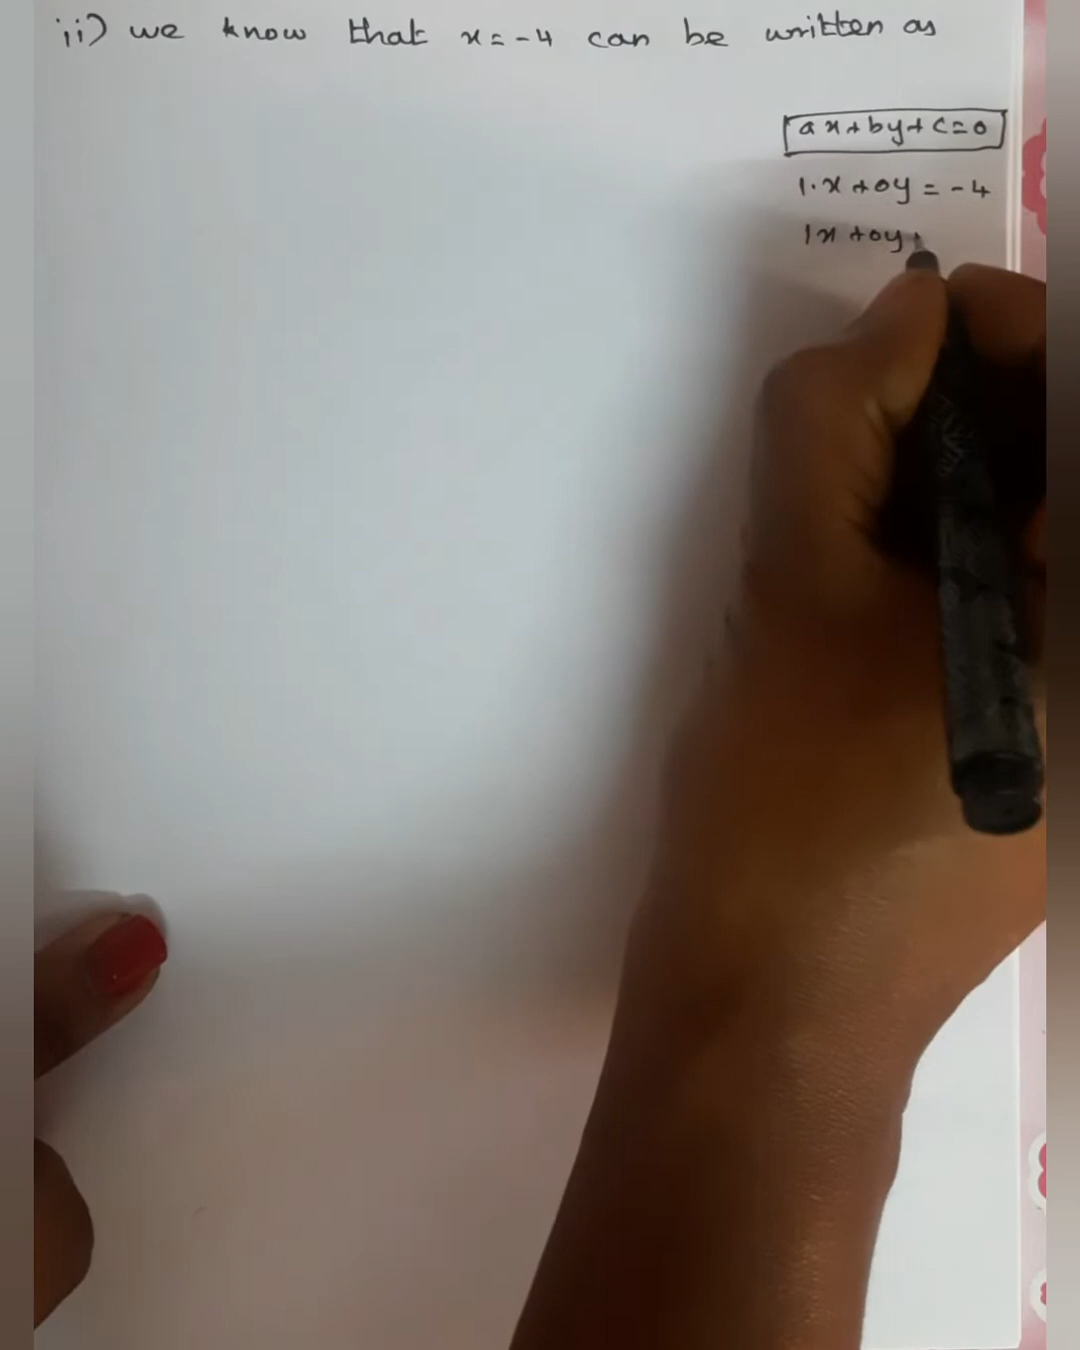 ii) we know that x = -4 can be written as
ax+by+c=0
1.x+0y = -4
1x+0y+